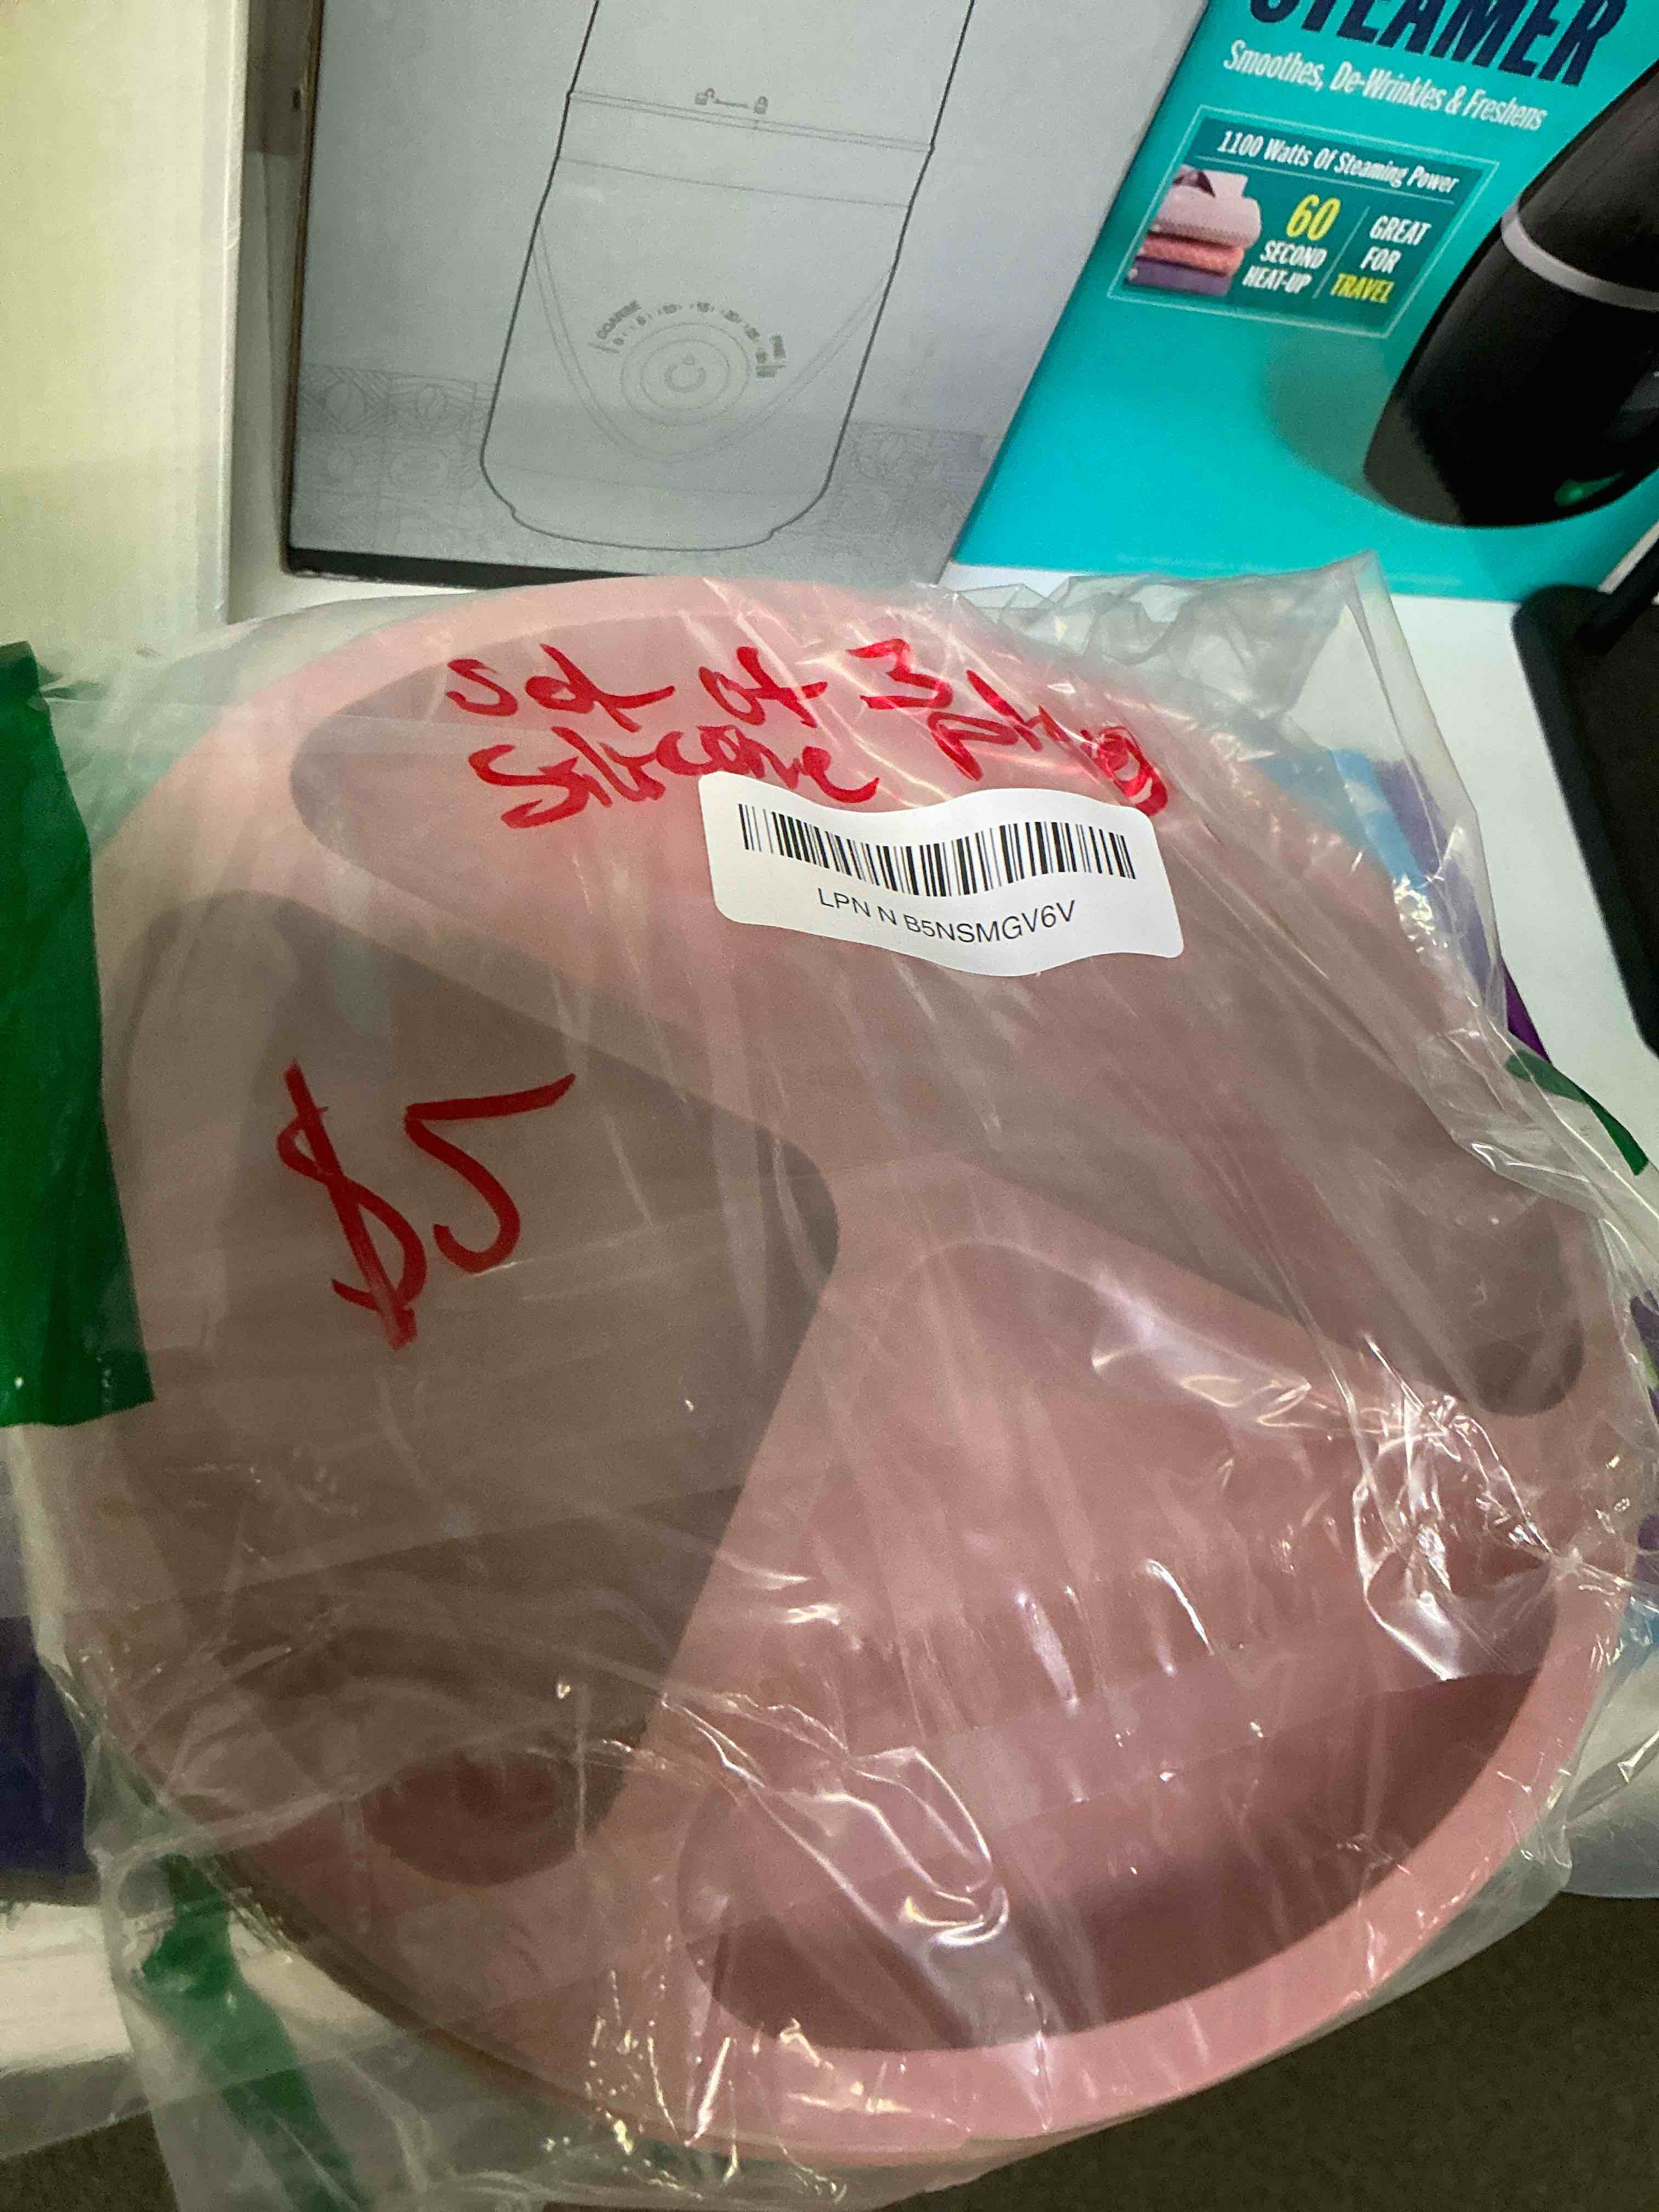 STEAMER
Smoothes, De-Wrinkles & Freshens
1100 Watts Of Steaming Power
60
SECOND
HEAT-UP
GREAT
FOR
TRAVEL
COARSE
FINE
Set of 3
Silicone
LPN N B5NSMGV6V
$5